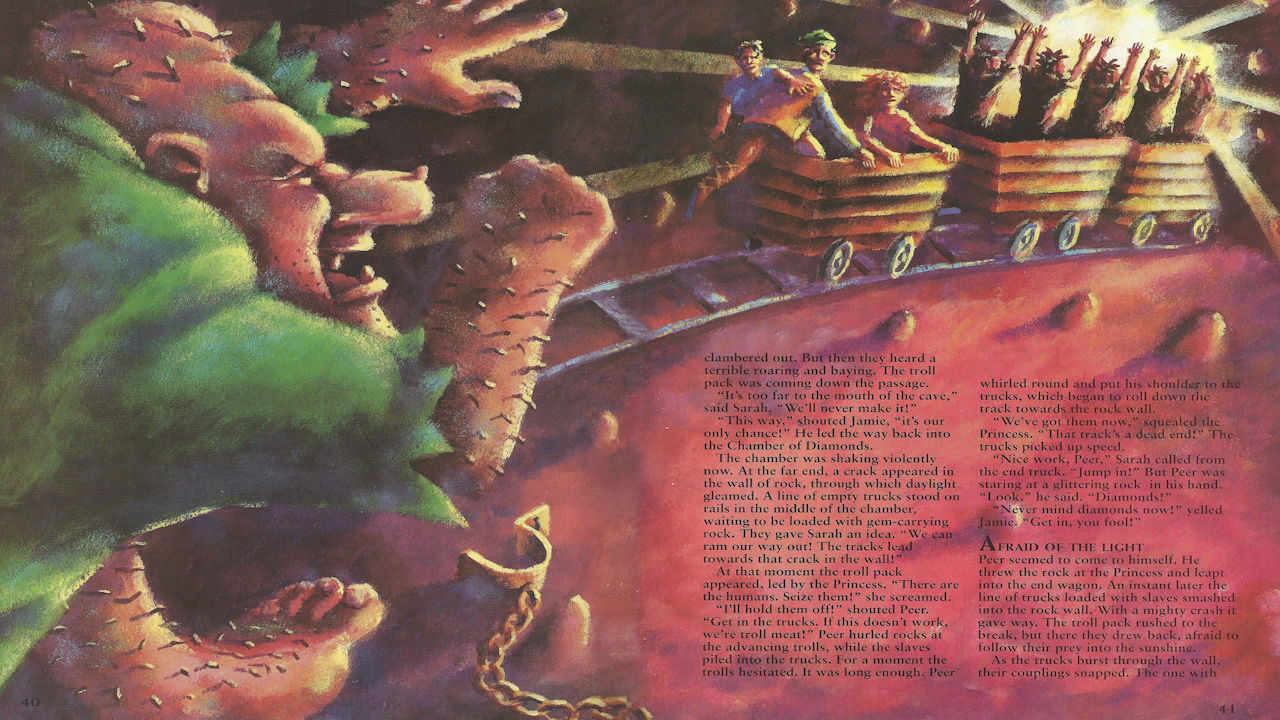 clambered out. But then they heard a
terrible roaring and baying. The troll
pack was coming down the passage.
“It’s too far to the mouth of the cave,”
said Sarah, “We’ll never make it!”
“This way,” shouted Jamie, “it’s our
only chance!” He led the way back into
the Chamber of Diamonds.
The chamber was shaking violently
now. At the far end, a crack appeared in
the wall of rock, through which daylight
gleamed. A line of empty trucks stood on
rails in the middle of the chamber,
waiting to be loaded with gem-carrying
rock. They gave Sarah an idea. “We can
ram our way out! The tracks lead
towards that crack in the wall!”
At that moment the troll pack
appeared, led by the Princess. “There are
the humans. Seize them!” she screamed.
“I’ll hold them off!” shouted Peer.
“Get in the trucks. If this doesn’t work,
we’re troll meat!” Peer hurled rocks at
the advancing trolls, while the slaves
piled into the trucks. For a moment the
trolls hesitated. It was long enough. Peer
whirled round and put his shoulder to the
trucks, which began to roll down the
track towards the rock wall.
“We’ve got them now,” squealed the
Princess. “That track’s a dead end!” The
trucks picked up speed.
“Nice work, Peer,” Sarah called from
the end truck. “Jump in!” But Peer was
staring at a glittering rock in his hand.
“Look,” he said. “Diamonds!”
“Never mind diamonds now!” yelled
Jamie, “Get in, you fool!”
AFRAID OF THE LIGHT
Peer seemed to come to himself. He
threw the rock at the Princess and leapt
into the end wagon. An instant later the
line of trucks loaded with slaves smashed
into the rock wall. With a mighty crash it
gave way. The troll pack rushed to the
break, but there they drew back, afraid to
follow their prey into the sunshine.
As the trucks burst through the wall,
their couplings snapped. The one with
40
41